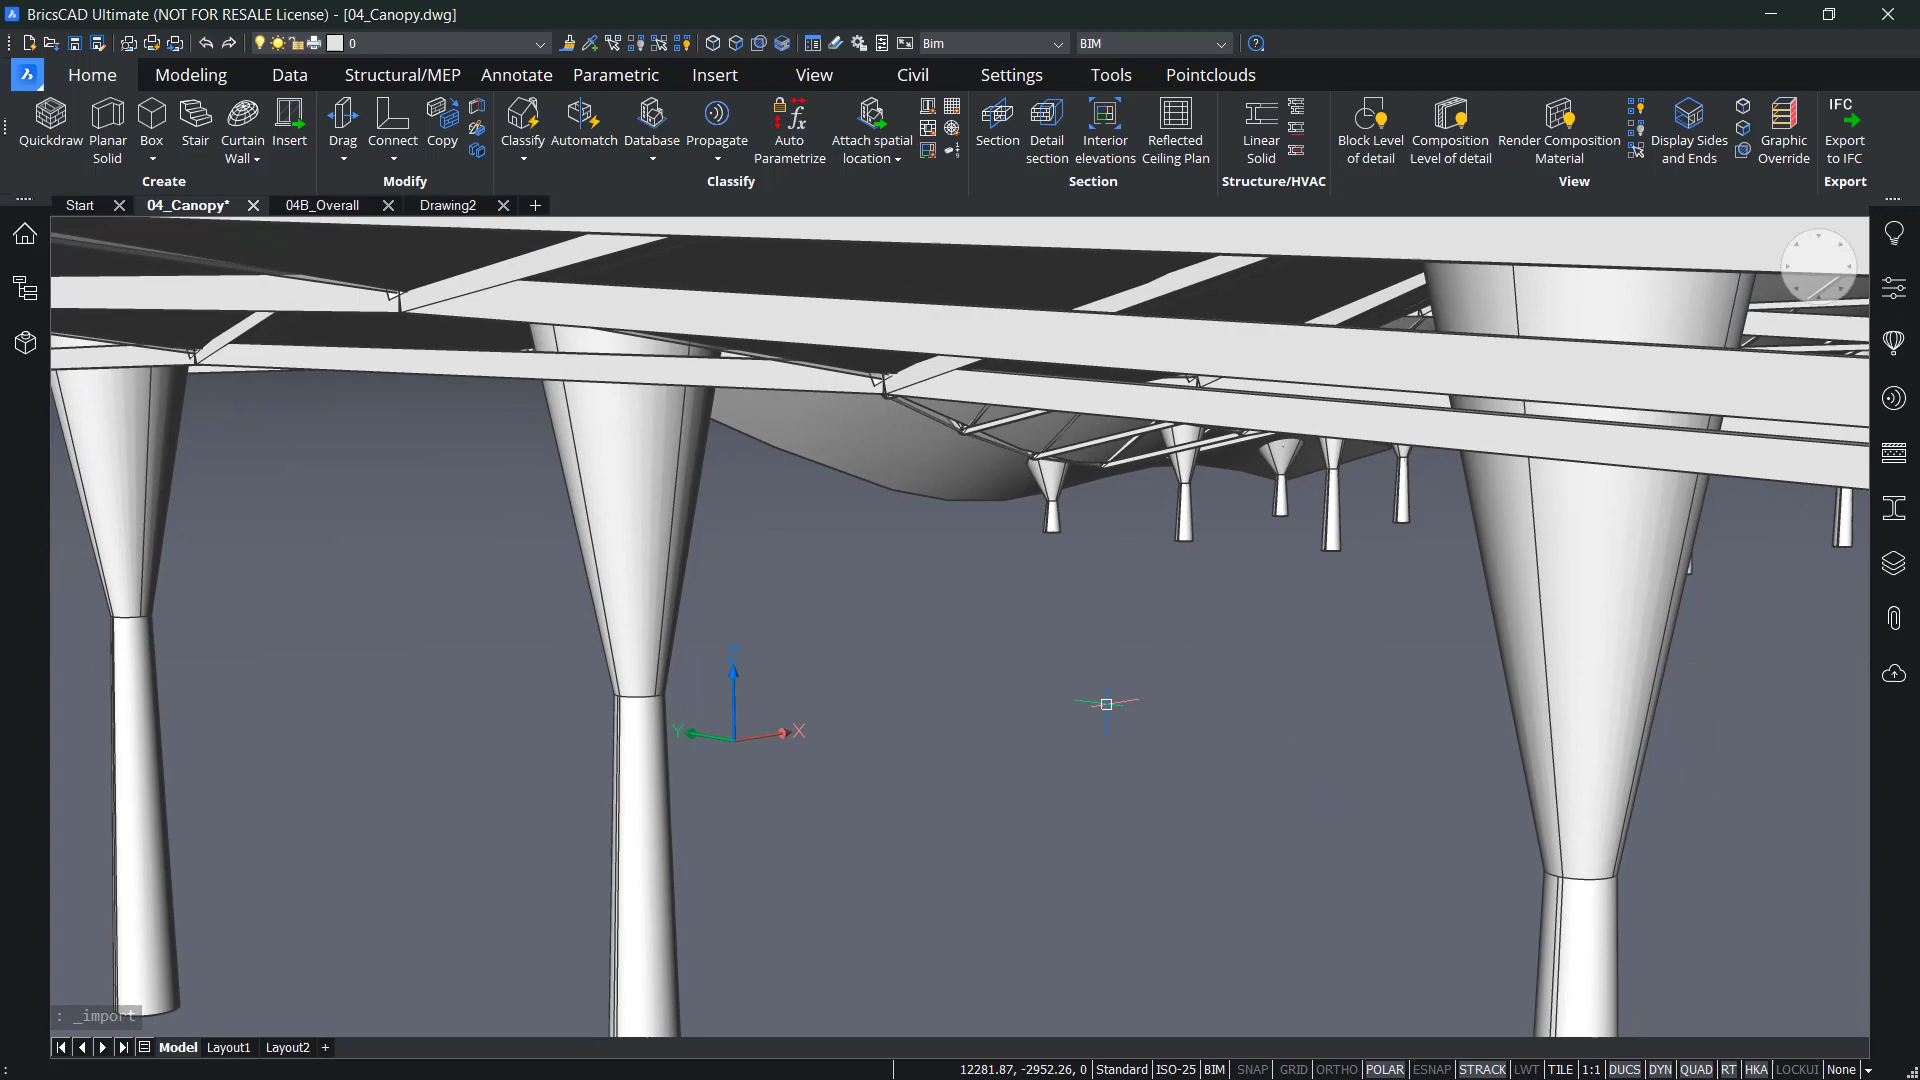 BricsCAD Ultimate (NOT FOR RESALE License) - [04_Canopy.dwg]
0 Bim BIM
Home Modeling Data Structural/MEP Annotate Parametric Insert View Civil Settings Tools Pointclouds
IFC
Quickdraw Planar Box Stair Curtain Insert Drag Connect Copy Classify Automatch Database Propagate Auto Attach spatial Section Detail Interior Reflected Linear Block Level Composition Render Composition Display Sides Graphic Export
Solid Wall Parametrize location section elevations Ceiling Plan Solid of detail Level of detail Material and Ends Override to IFC
Create Modify Classify Section Structure/HVAC View Export
Start 04_Canopy* 04B_Overall Drawing2
Z
Y X
: _import
Model Layout1 Layout2 +
: 12281.87, -2952.26, 0 Standard ISO-25 BIM SNAP GRID ORTHO POLAR ESNAP STRACK LWT TILE 1:1 DUCS DYN QUAD RT HKA LOCKUI None